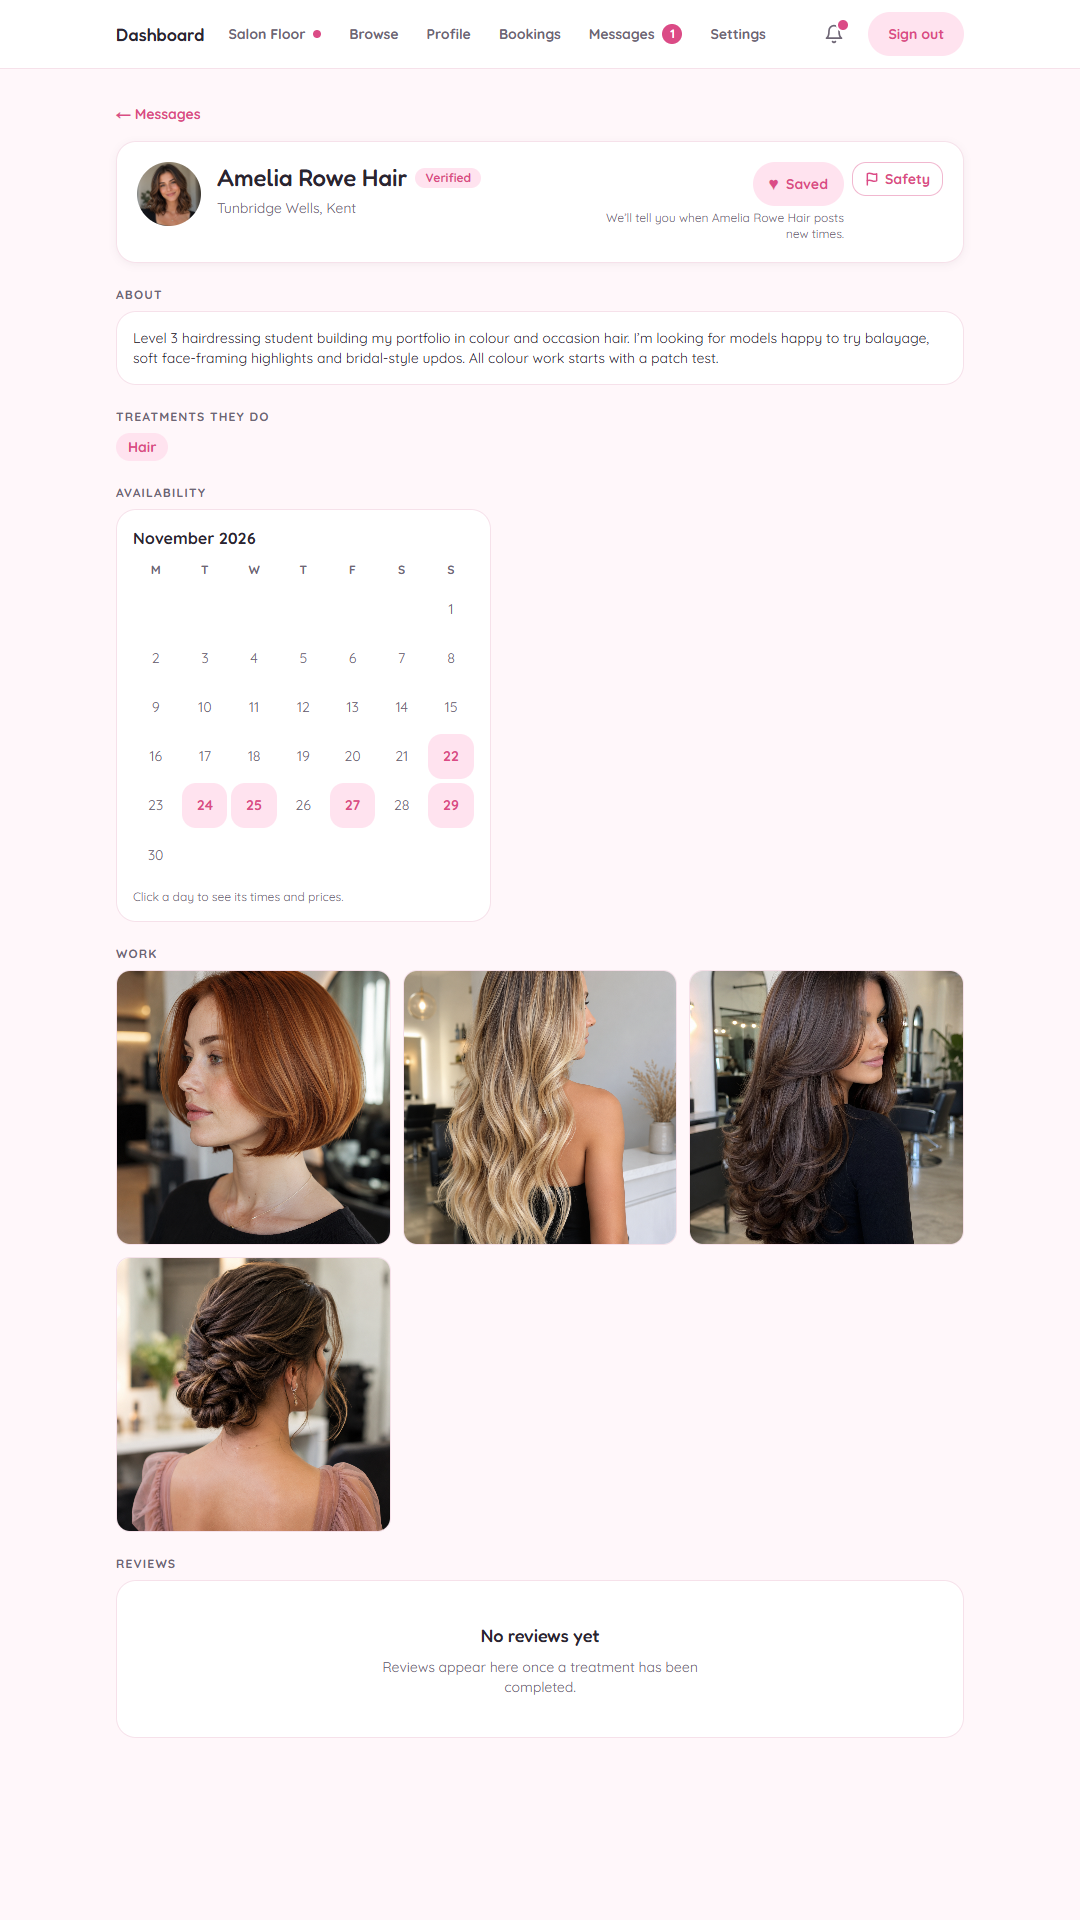 Dashboard Salon Floor Browse Profile Bookings Messages 1 Settings Sign out
← Messages
Amelia Rowe Hair Verified
Tunbridge Wells, Kent
♥ Saved Safety
We'll tell you when Amelia Rowe Hair posts
new times.
ABOUT
Level 3 hairdressing student building my portfolio in colour and occasion hair. I'm looking for models happy to try balayage,
soft face-framing highlights and bridal-style updos. All colour work starts with a patch test.
TREATMENTS THEY DO
Hair
AVAILABILITY
November 2026
M T W T F S S
1
2 3 4 5 6 7 8
9 10 11 12 13 14 15
16 17 18 19 20 21 22
23 24 25 26 27 28 29
30
Click a day to see its times and prices.
WORK
REVIEWS
No reviews yet
Reviews appear here once a treatment has been
completed.